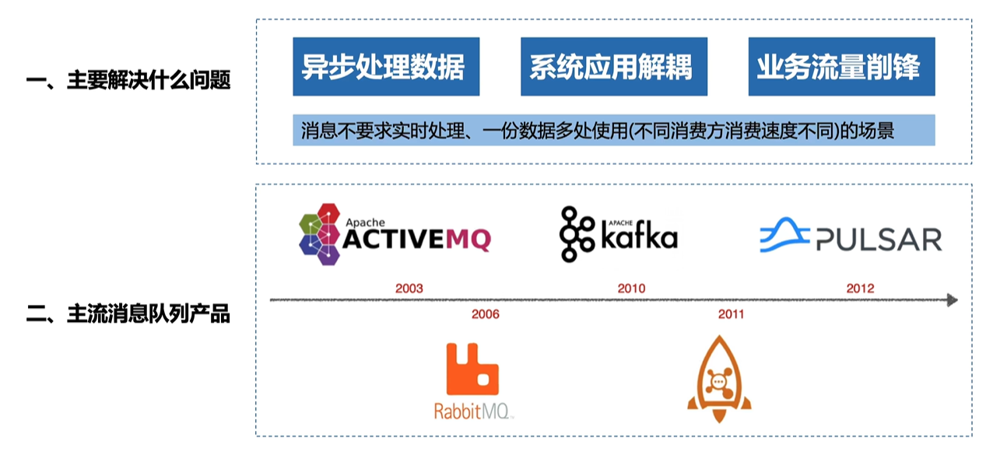 一、主要解决什么问题
异步处理数据
系统应用解耦
业务流量削锋
消息不要求实时处理、一份数据多处使用(不同消费方消费速度不同)的场景
二、主流消息队列产品
Apache
ACTIVEMQ
APACHE
kafka
PULSAR
2003
2010
2012
2006
2011
RabbitMQ